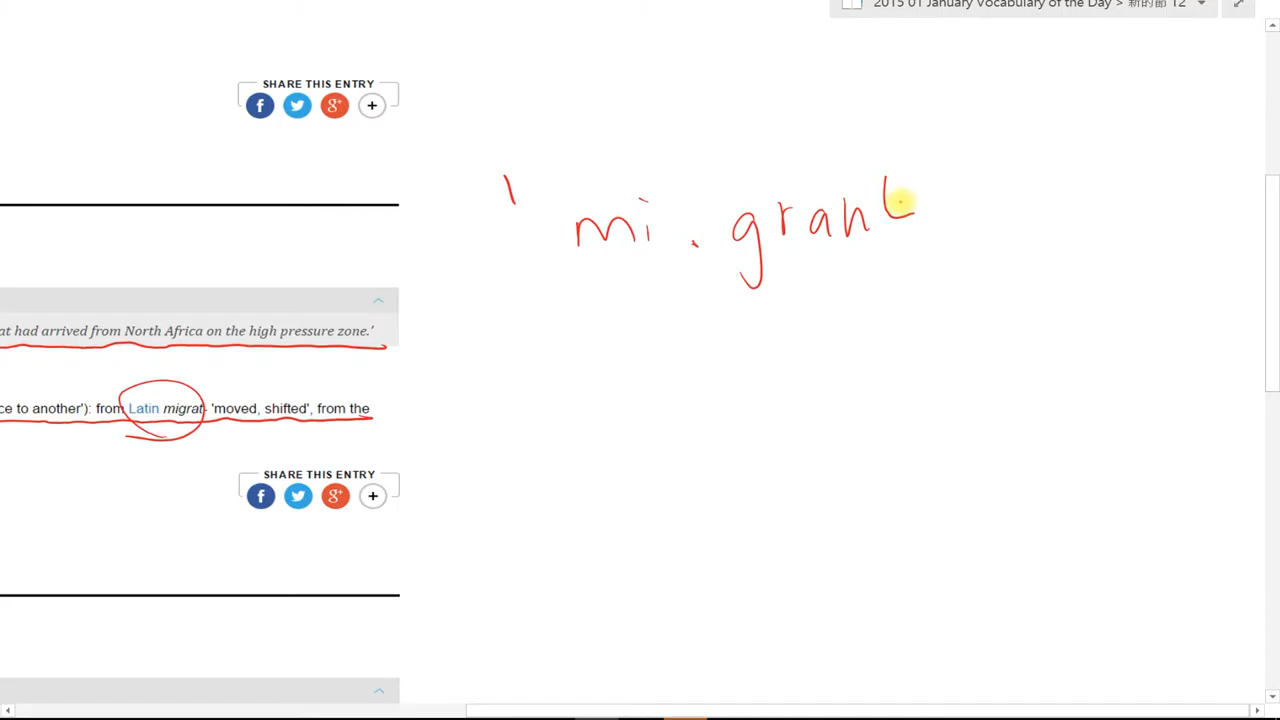 2015 01 January Vocabulary of the Day > 新的節 12
SHARE THIS ENTRY
f g+ +
' mi . grant
at had arrived from North Africa on the high pressure zone.'
ce to another'): from Latin migrat- 'moved, shifted', from the
SHARE THIS ENTRY
f g+ +